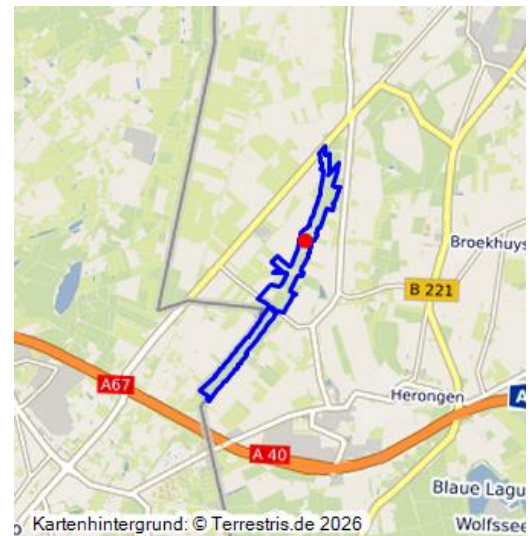 Broekhuys
B 221
A67
Herongen
A
A 40
Blaue Lagu
Wolfssee
Kartenhintergrund: © Terrestris.de 2026